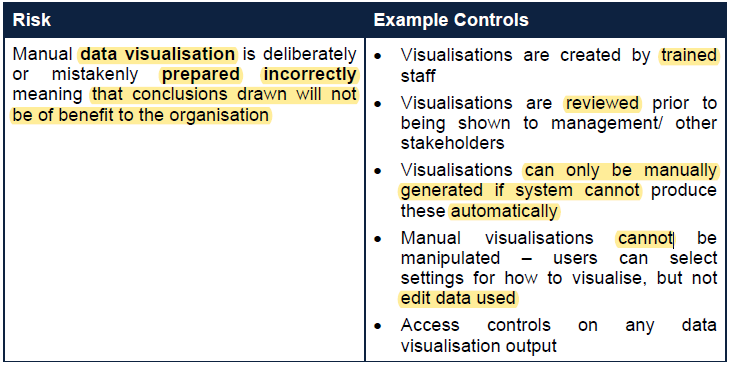 Risk
Example Controls
Manual data visualisation is deliberately
or mistakenly prepared incorrectly
meaning that conclusions drawn will not
be of benefit to the organisation
• Visualisations are created by trained
staff
• Visualisations are reviewed prior to
being shown to management/ other
stakeholders
• Visualisations can only be manually
generated if system cannot produce
these automatically
• Manual visualisations cannot be
manipulated – users can select
settings for how to visualise, but not
edit data used
• Access controls on any data
visualisation output